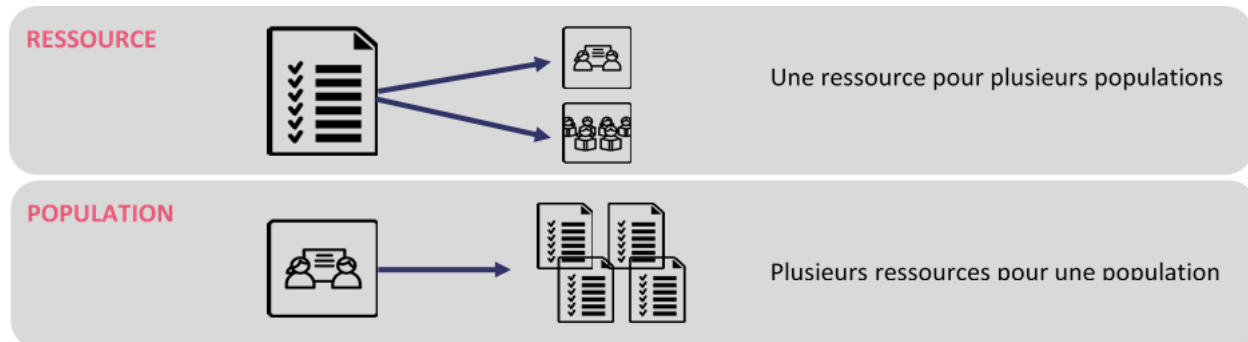 RESSOURCE
Une ressource pour plusieurs populations
POPULATION
Plusieurs ressources pour une population